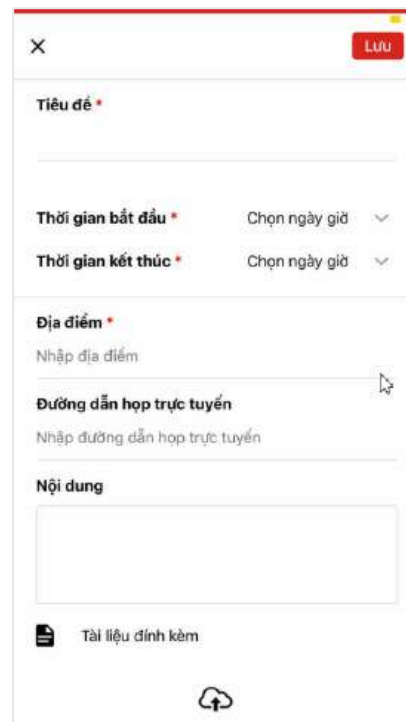 Lưu
Tiêu đề *
Thời gian bắt đầu * Chọn ngày giờ
Thời gian kết thúc * Chọn ngày giờ
Địa điểm *
Nhập địa điểm
Đường dẫn họp trực tuyến
Nhập đường dẫn họp trực tuyến
Nội dung
Tài liệu đính kèm